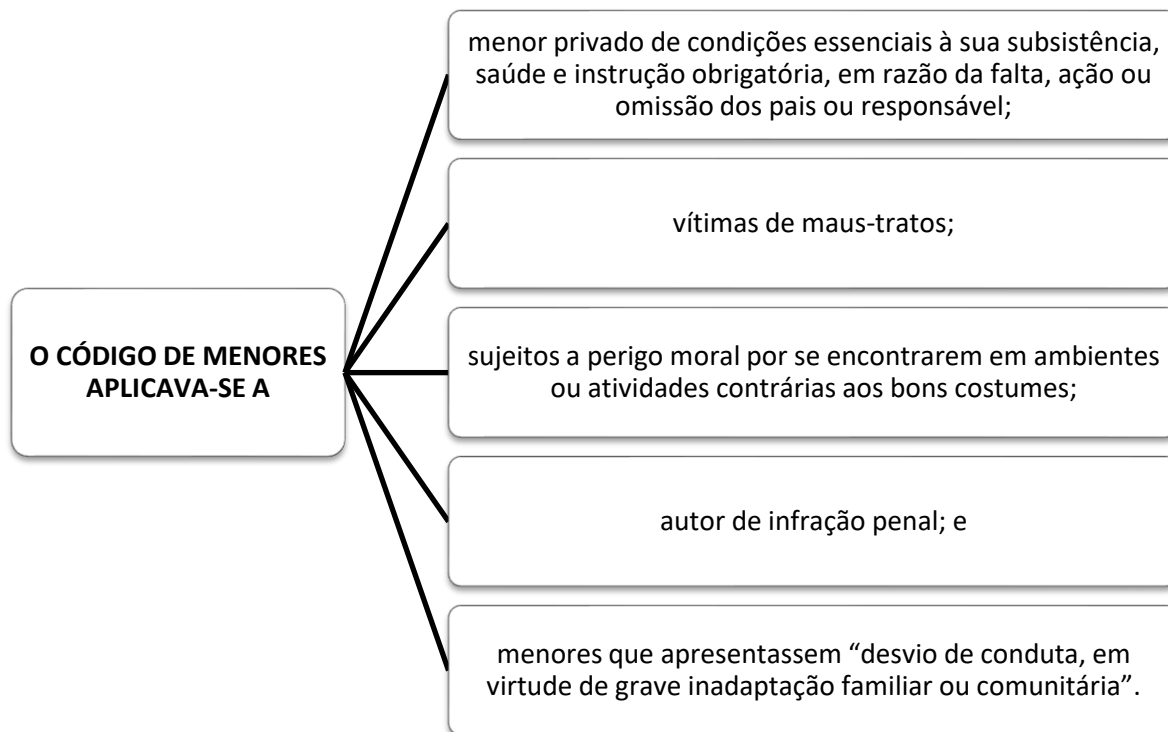 O CÓDIGO DE MENORES
APLICAVA-SE A
menor privado de condições essenciais à sua subsistência,
saúde e instrução obrigatória, em razão da falta, ação ou
omissão dos pais ou responsável;
vítimas de maus-tratos;
sujeitos a perigo moral por se encontrarem em ambientes
ou atividades contrárias aos bons costumes;
autor de infração penal; e
menores que apresentassem “desvio de conduta, em
virtude de grave inadaptação familiar ou comunitária”.